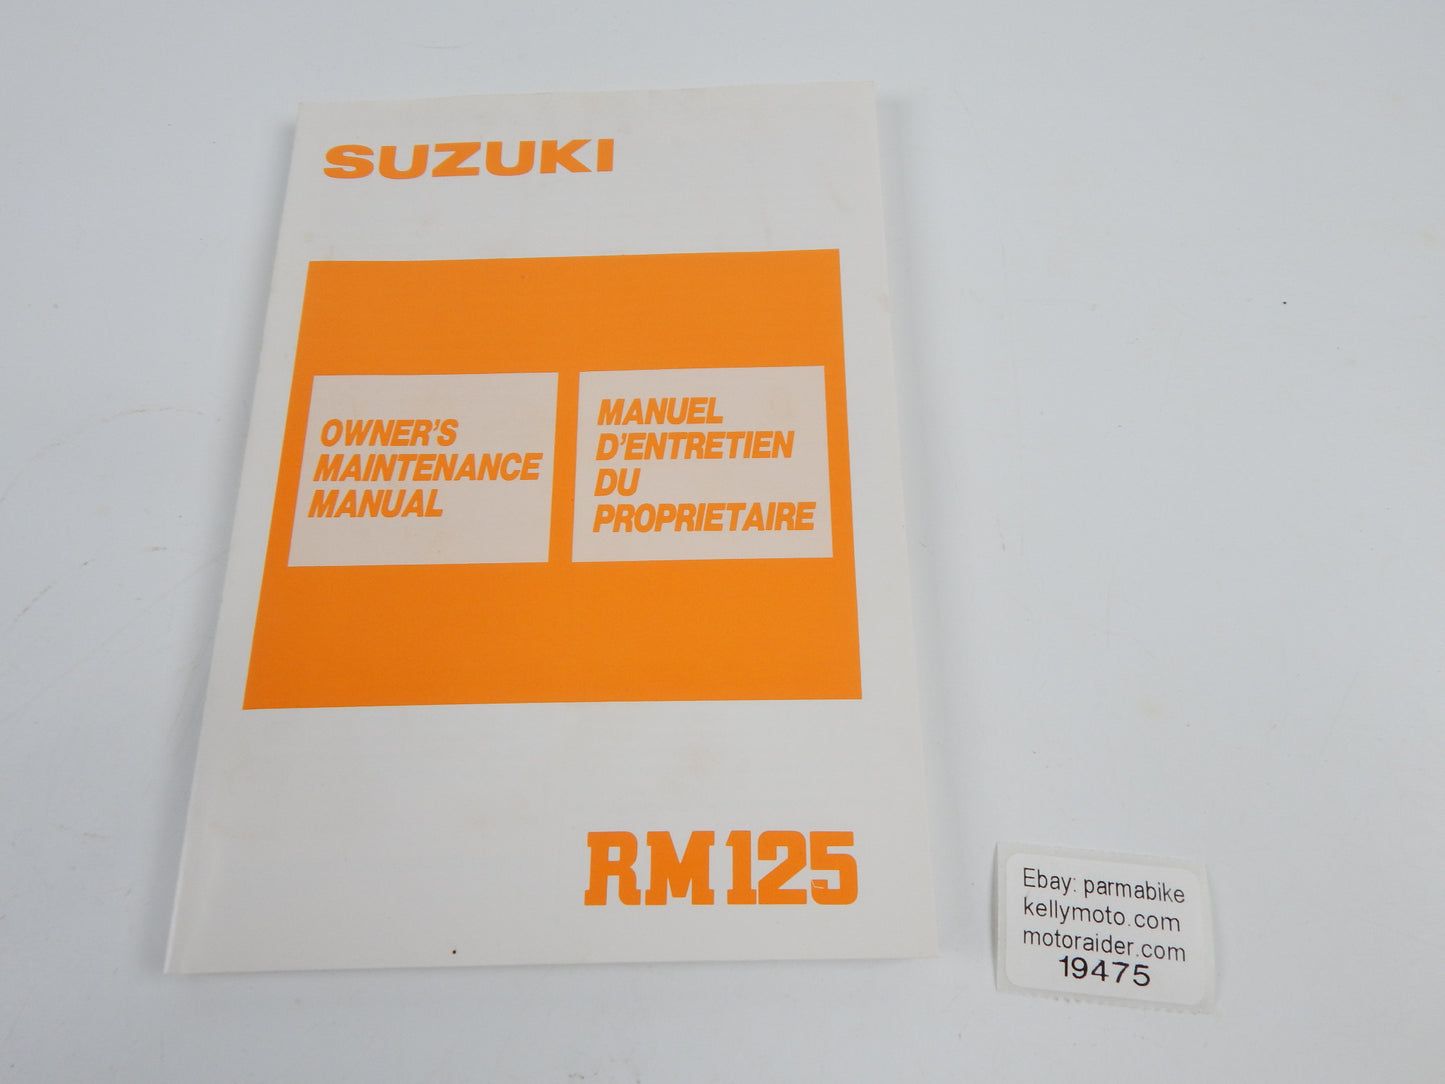 SUZUKI
OWNER'S
MAINTENANCE
MANUAL
MANUEL
D'ENTRETIEN
DU
PROPRIETAIRE
RM125
Ebay: parmabike
kellymoto.com
motoraider.com
19475